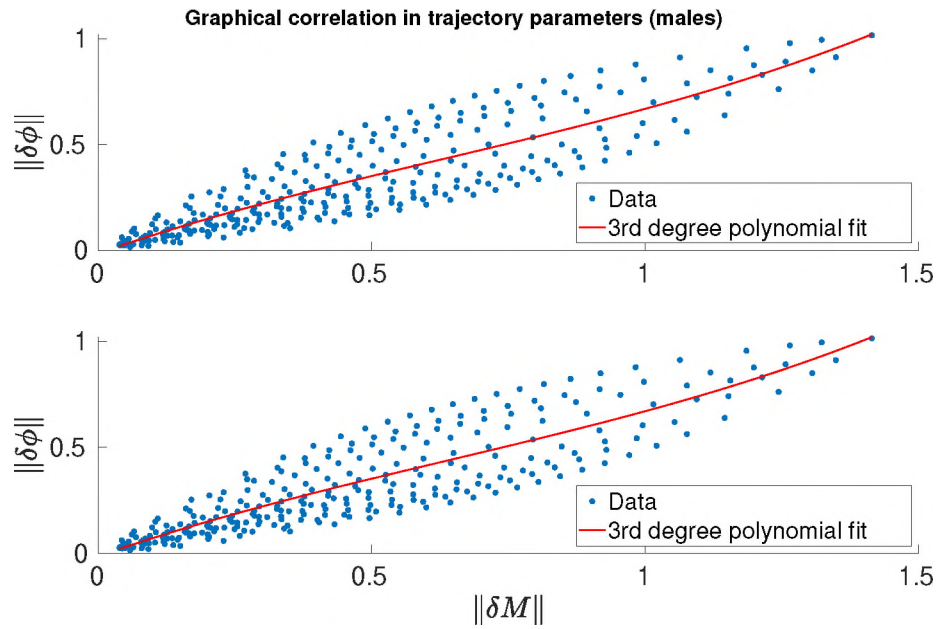 Graphical correlation in trajectory parameters (males)
1
0.5
0
‖δϕ‖
Data
3rd degree polynomial fit
0
0.5
1
1.5
1
0.5
0
‖δϕ‖
Data
3rd degree polynomial fit
0
0.5
1
1.5
‖δM‖